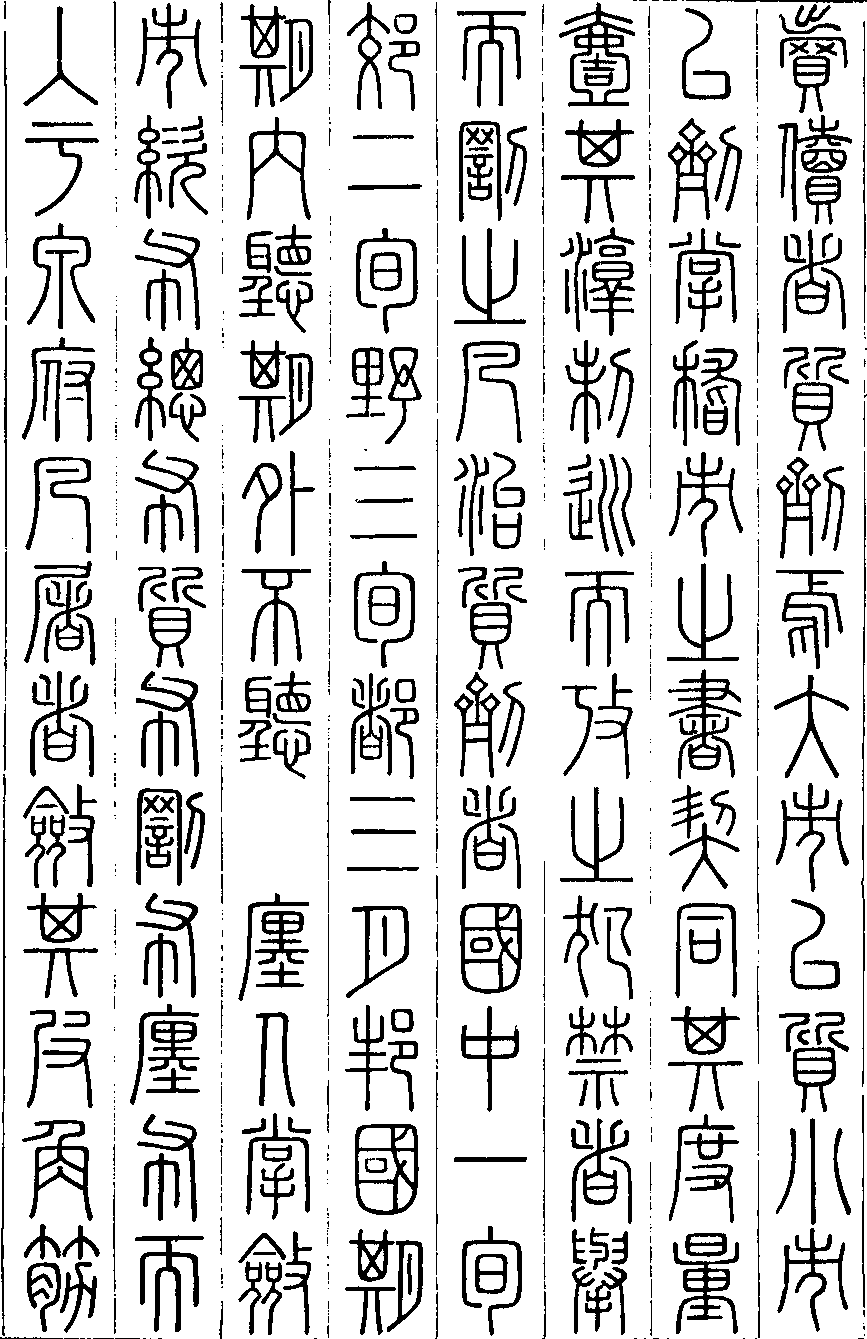 賣儥者質劑焉大市以質小市
以劑掌稽市之書契同其度量
壹其淳制巡而攷之犯禁者舉
而罰之凡治質劑者國中一旬
郊二旬野三旬都三月邦國期
期內聽期外不聽　廛人掌斂
市絘布總布質布罰布廛布而
入于泉府凡屠者斂其皮角筋